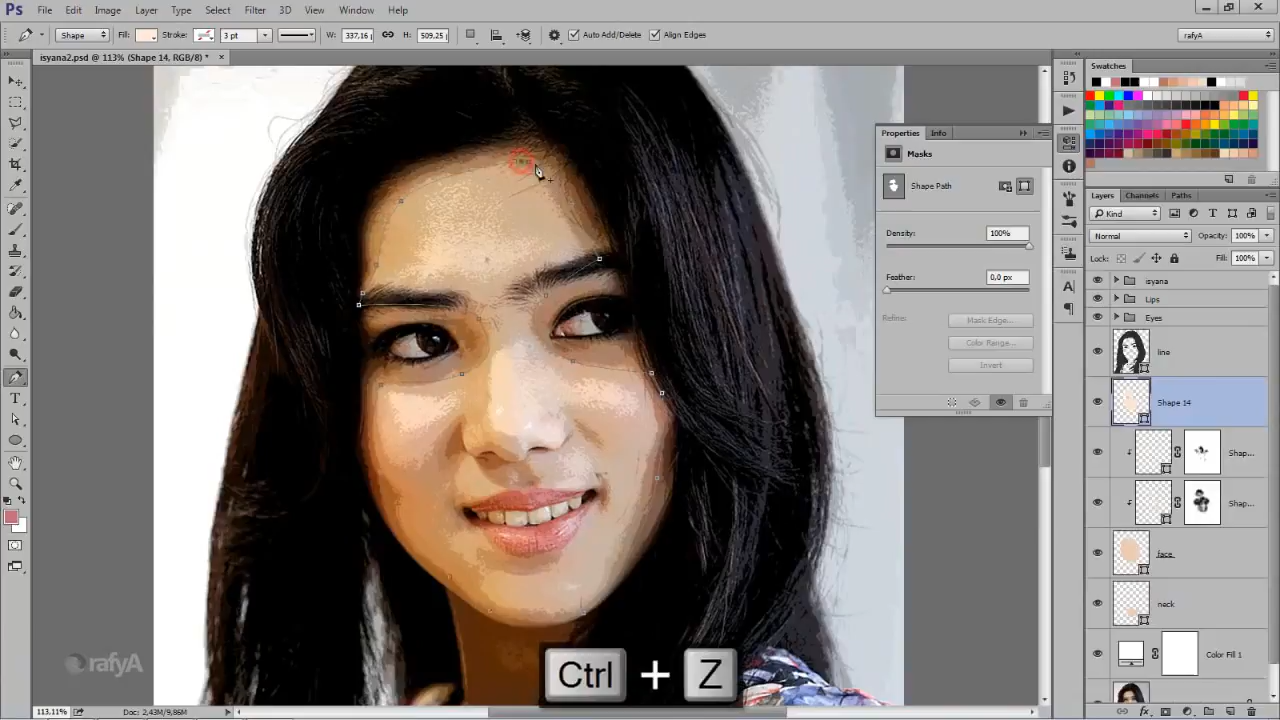 Ps File Edit Image Layer Type Select Filter 3D View Window Help
Shape Fill: Stroke: 3 pt W: 337,16 H: 509,25 Auto Add/Delete Align Edges rafyA
isyana2.psd @ 113% (Shape 14, RGB/8) * ×
Swatches
Properties Info
Masks
Shape Path
Density: 100%
Feather: 0,0 px
Refine: Mask Edge...
Color Range...
Invert
Layers Channels Paths
Kind
Normal Opacity: 100%
Lock: Fill: 100%
isyana
Lips
Eyes
line
Shape 14
Shap...
Shap...
face
neck
Color Fill 1
rafyA
Ctrl + Z
113,11% Doc: 2,43M/9,86M